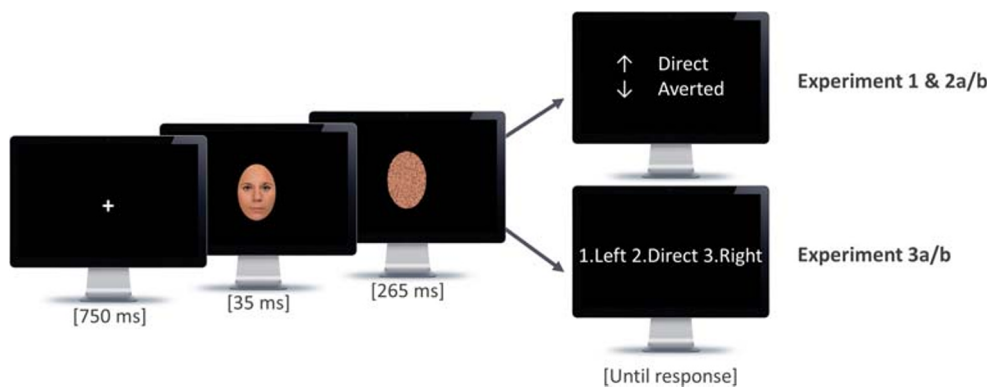 ↑ Direct
↓ Averted
Experiment 1 & 2a/b
+
[750 ms]
[35 ms]
[265 ms]
1.Left 2.Direct 3.Right
Experiment 3a/b
[Until response]